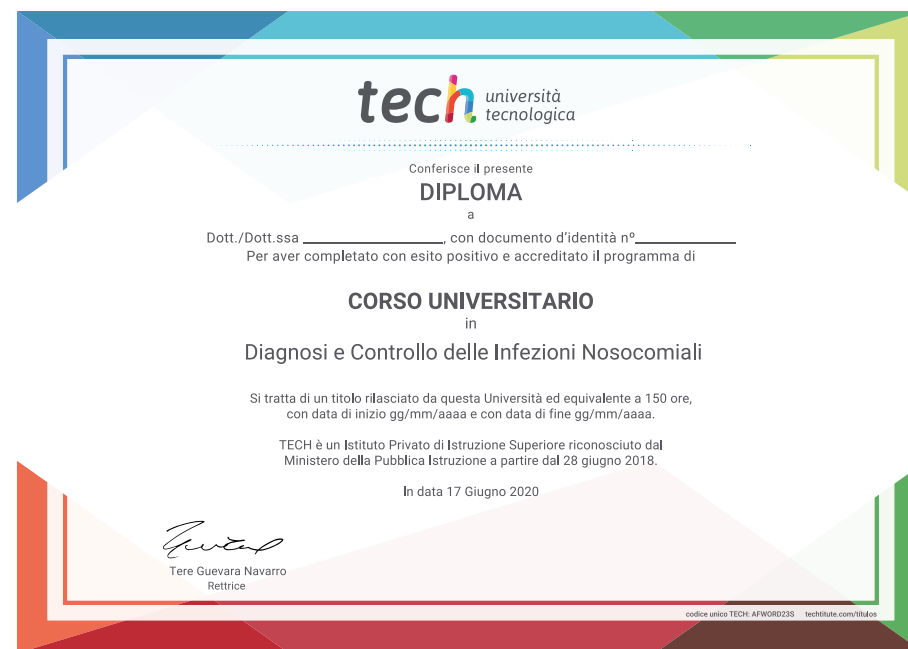 tech università
tecnologica
Conferisce il presente
DIPLOMA
a
Dott./Dott.ssa ____________________, con documento d'identità nº______________
Per aver completato con esito positivo e accreditato il programma di
CORSO UNIVERSITARIO
in
Diagnosi e Controllo delle Infezioni Nosocomiali
Si tratta di un titolo rilasciato da questa Università ed equivalente a 150 ore,
con data di inizio gg/mm/aaaa e con data di fine gg/mm/aaaa.
TECH è un Istituto Privato di Istruzione Superiore riconosciuto dal
Ministero della Pubblica Istruzione a partire dal 28 giugno 2018.
In data 17 Giugno 2020
Tere Guevara Navarro
Rettrice
codice unico TECH: AFWORD23S techtitute.com/títulos